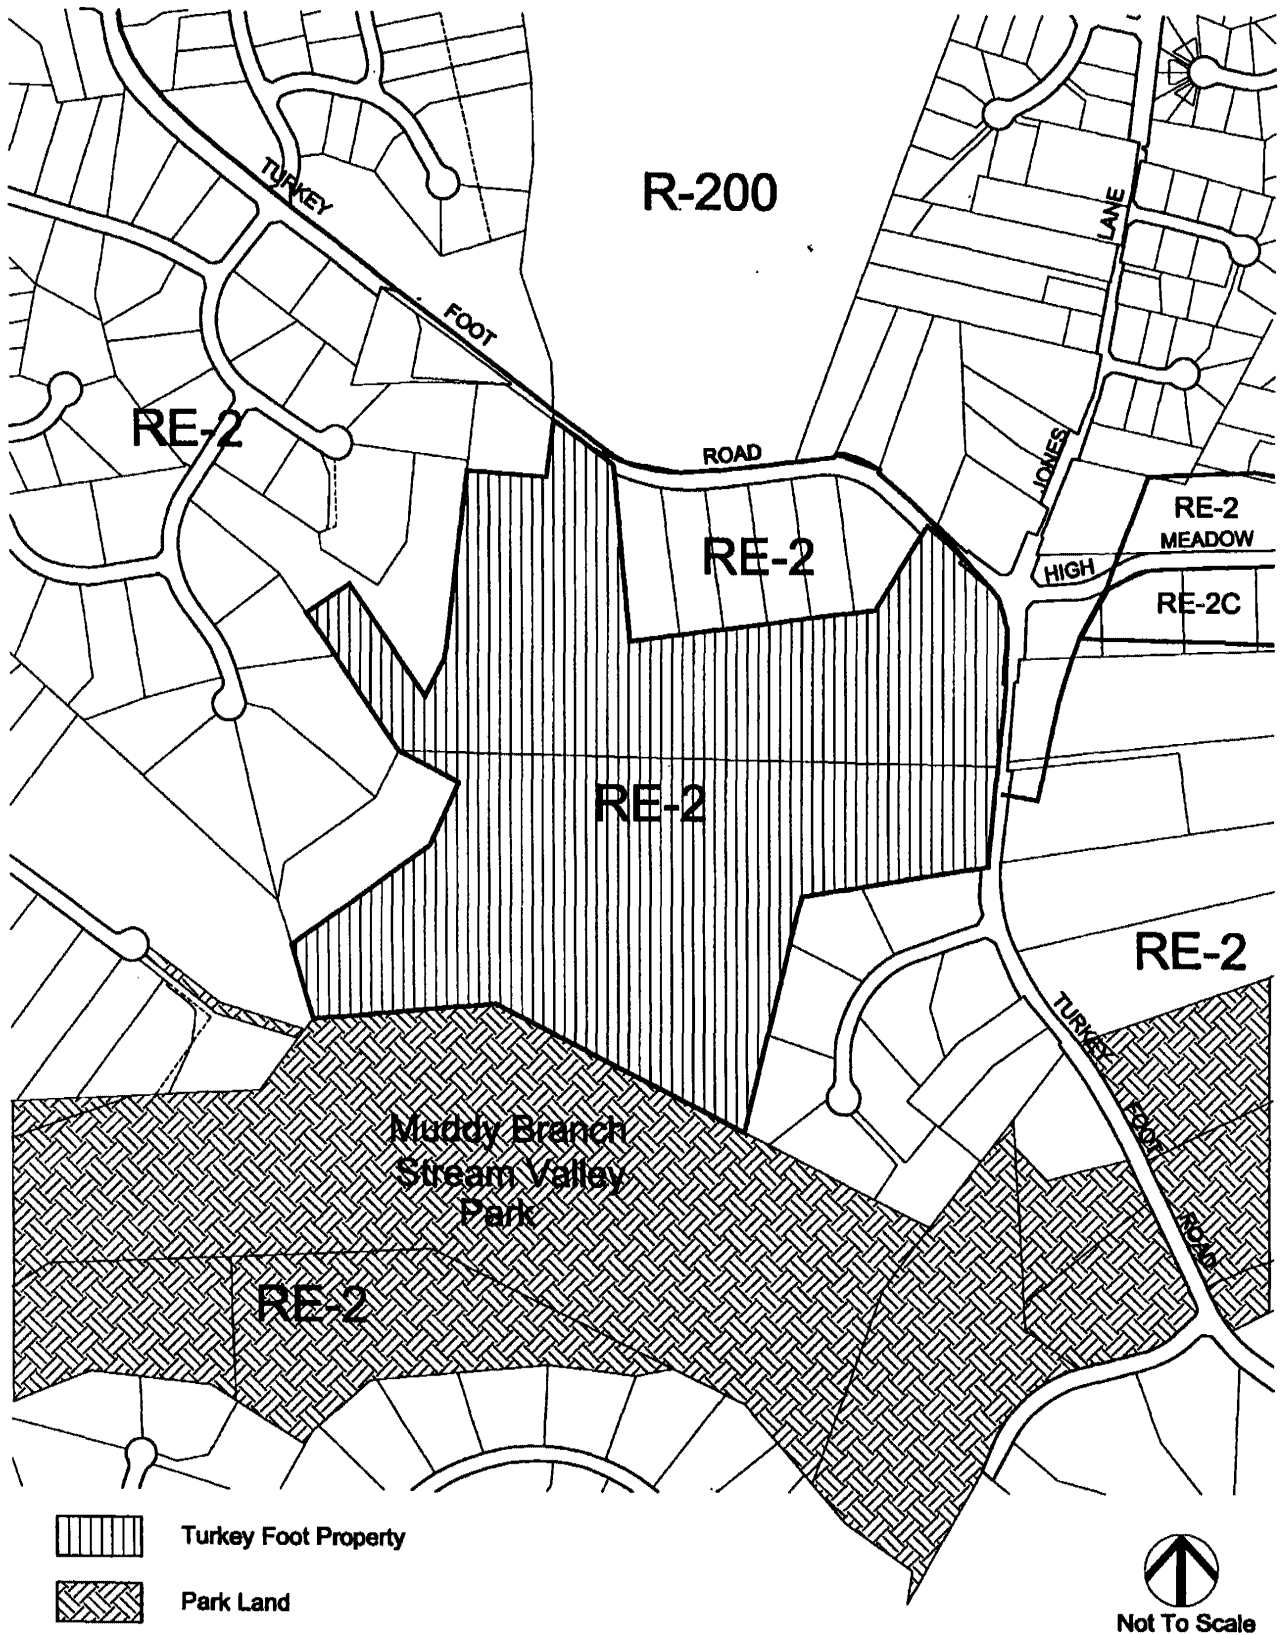 R-200
TURKEY
FOOT
ROAD
LANE
JONES
RE-2
RE-2
RE-2
MEADOW
HIGH
RE-2C
RE-2
RE-2
TURKEY
FOOT
ROAD
Muddy Branch
Stream Valley
Park
RE-2
Turkey Foot Property
Park Land
Not To Scale